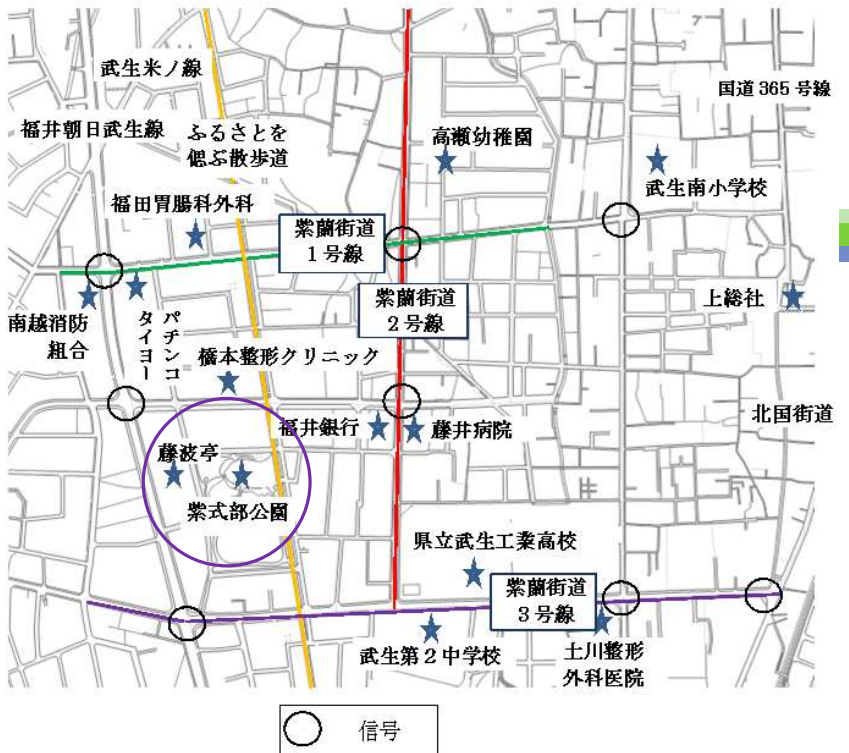 武生米ノ線
国道365号線
福井朝日武生線
ふるさとを
偲ぶ散歩道
高瀬幼稚園
武生南小学校
福田胃腸科外科
紫蘭街道
1号線
紫蘭街道
2号線
上総社
南越消防
組合
パチンコ
タイヨー
橋本整形クリニック
北国街道
福井銀行
藤井病院
藤波亭
紫式部公園
県立武生工業高校
紫蘭街道
3号線
武生第2中学校
土川整形
外科医院
信号